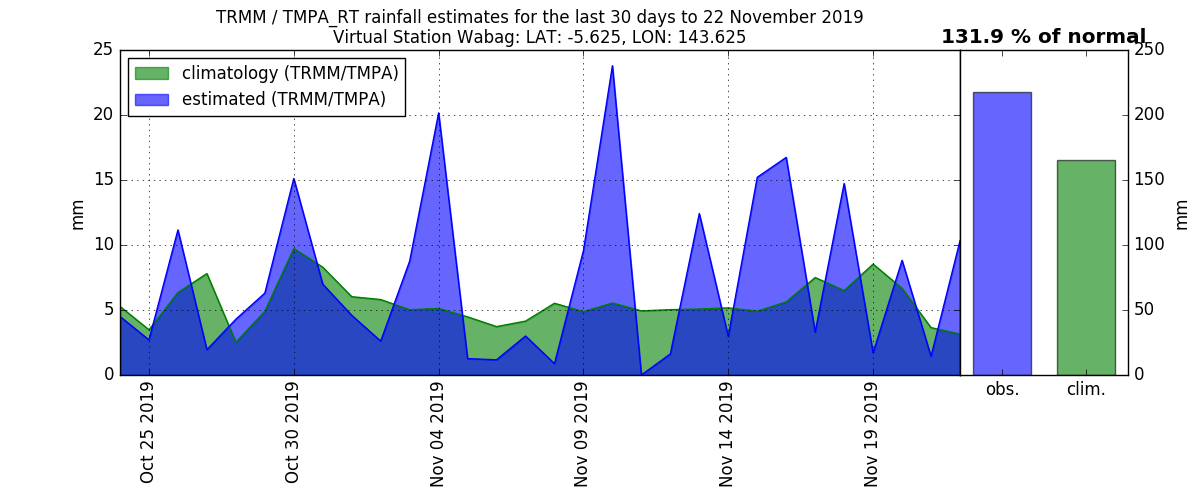 TRMM / TMPA_RT rainfall estimates for the last 30 days to 22 November 2019
Virtual Station Wabag: LAT: -5.625, LON: 143.625
131.9 % of normal
climatology (TRMM/TMPA)
estimated (TRMM/TMPA)
25
20
15
10
5
0
mm
250
200
150
100
50
0
mm
Oct 25 2019
Oct 30 2019
Nov 04 2019
Nov 09 2019
Nov 14 2019
Nov 19 2019
obs.
clim.